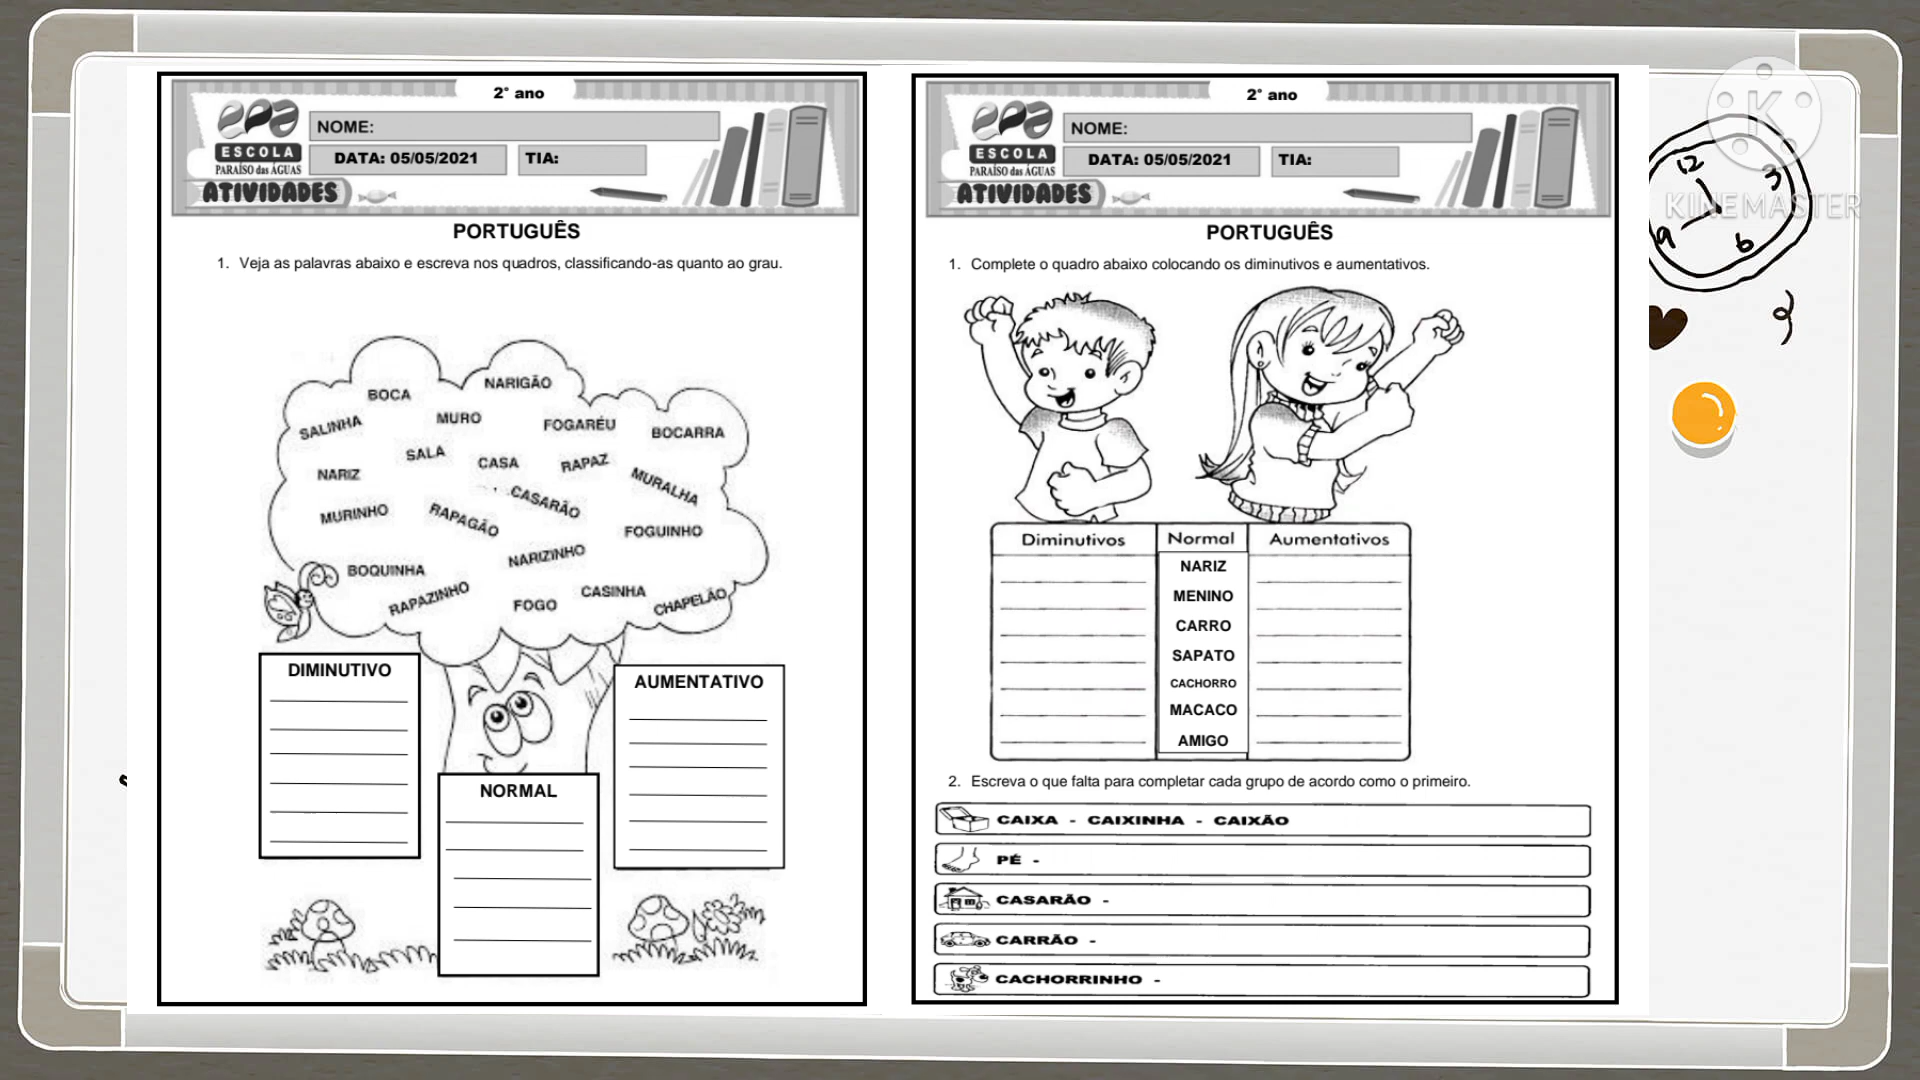 2° ano
NOME:
ESCOLA
DATA: 05/05/2021 TIA:
PARAÍSO das ÁGUAS
ATIVIDADES
PORTUGUÊS
1. Veja as palavras abaixo e escreva nos quadros, classificando-as quanto ao grau.
NARIGÃO
BOCA
SALINHA MURO FOGARÉU BOCARRA
SALA CASA RAPAZ
NARIZ MURALHA
CASARÃO
MURINHO RAPAGÃO FOGUINHO
NARIZINHO
BOQUINHA
RAPAZINHO FOGO CASINHA CHAPELÃO
DIMINUTIVO
AUMENTATIVO
NORMAL
2° ano
NOME:
ESCOLA
DATA: 05/05/2021 TIA:
PARAÍSO das ÁGUAS
ATIVIDADES
PORTUGUÊS
1. Complete o quadro abaixo colocando os diminutivos e aumentativos.
Diminutivos Normal Aumentativos
NARIZ
MENINO
CARRO
SAPATO
CACHORRO
MACACO
AMIGO
2. Escreva o que falta para completar cada grupo de acordo como o primeiro.
CAIXA - CAIXINHA - CAIXÃO
PÉ -
CASARÃO -
CARRÃO -
CACHORRINHO -
K
KINEMASTER
12
3
9
6